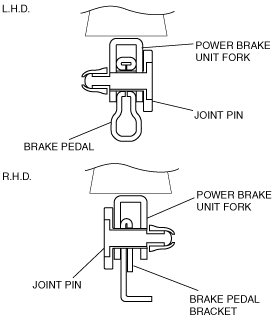 L.H.D.
POWER BRAKE
UNIT FORK
JOINT PIN
BRAKE PEDAL
R.H.D.
POWER BRAKE
UNIT FORK
JOINT PIN
BRAKE PEDAL
BRACKET